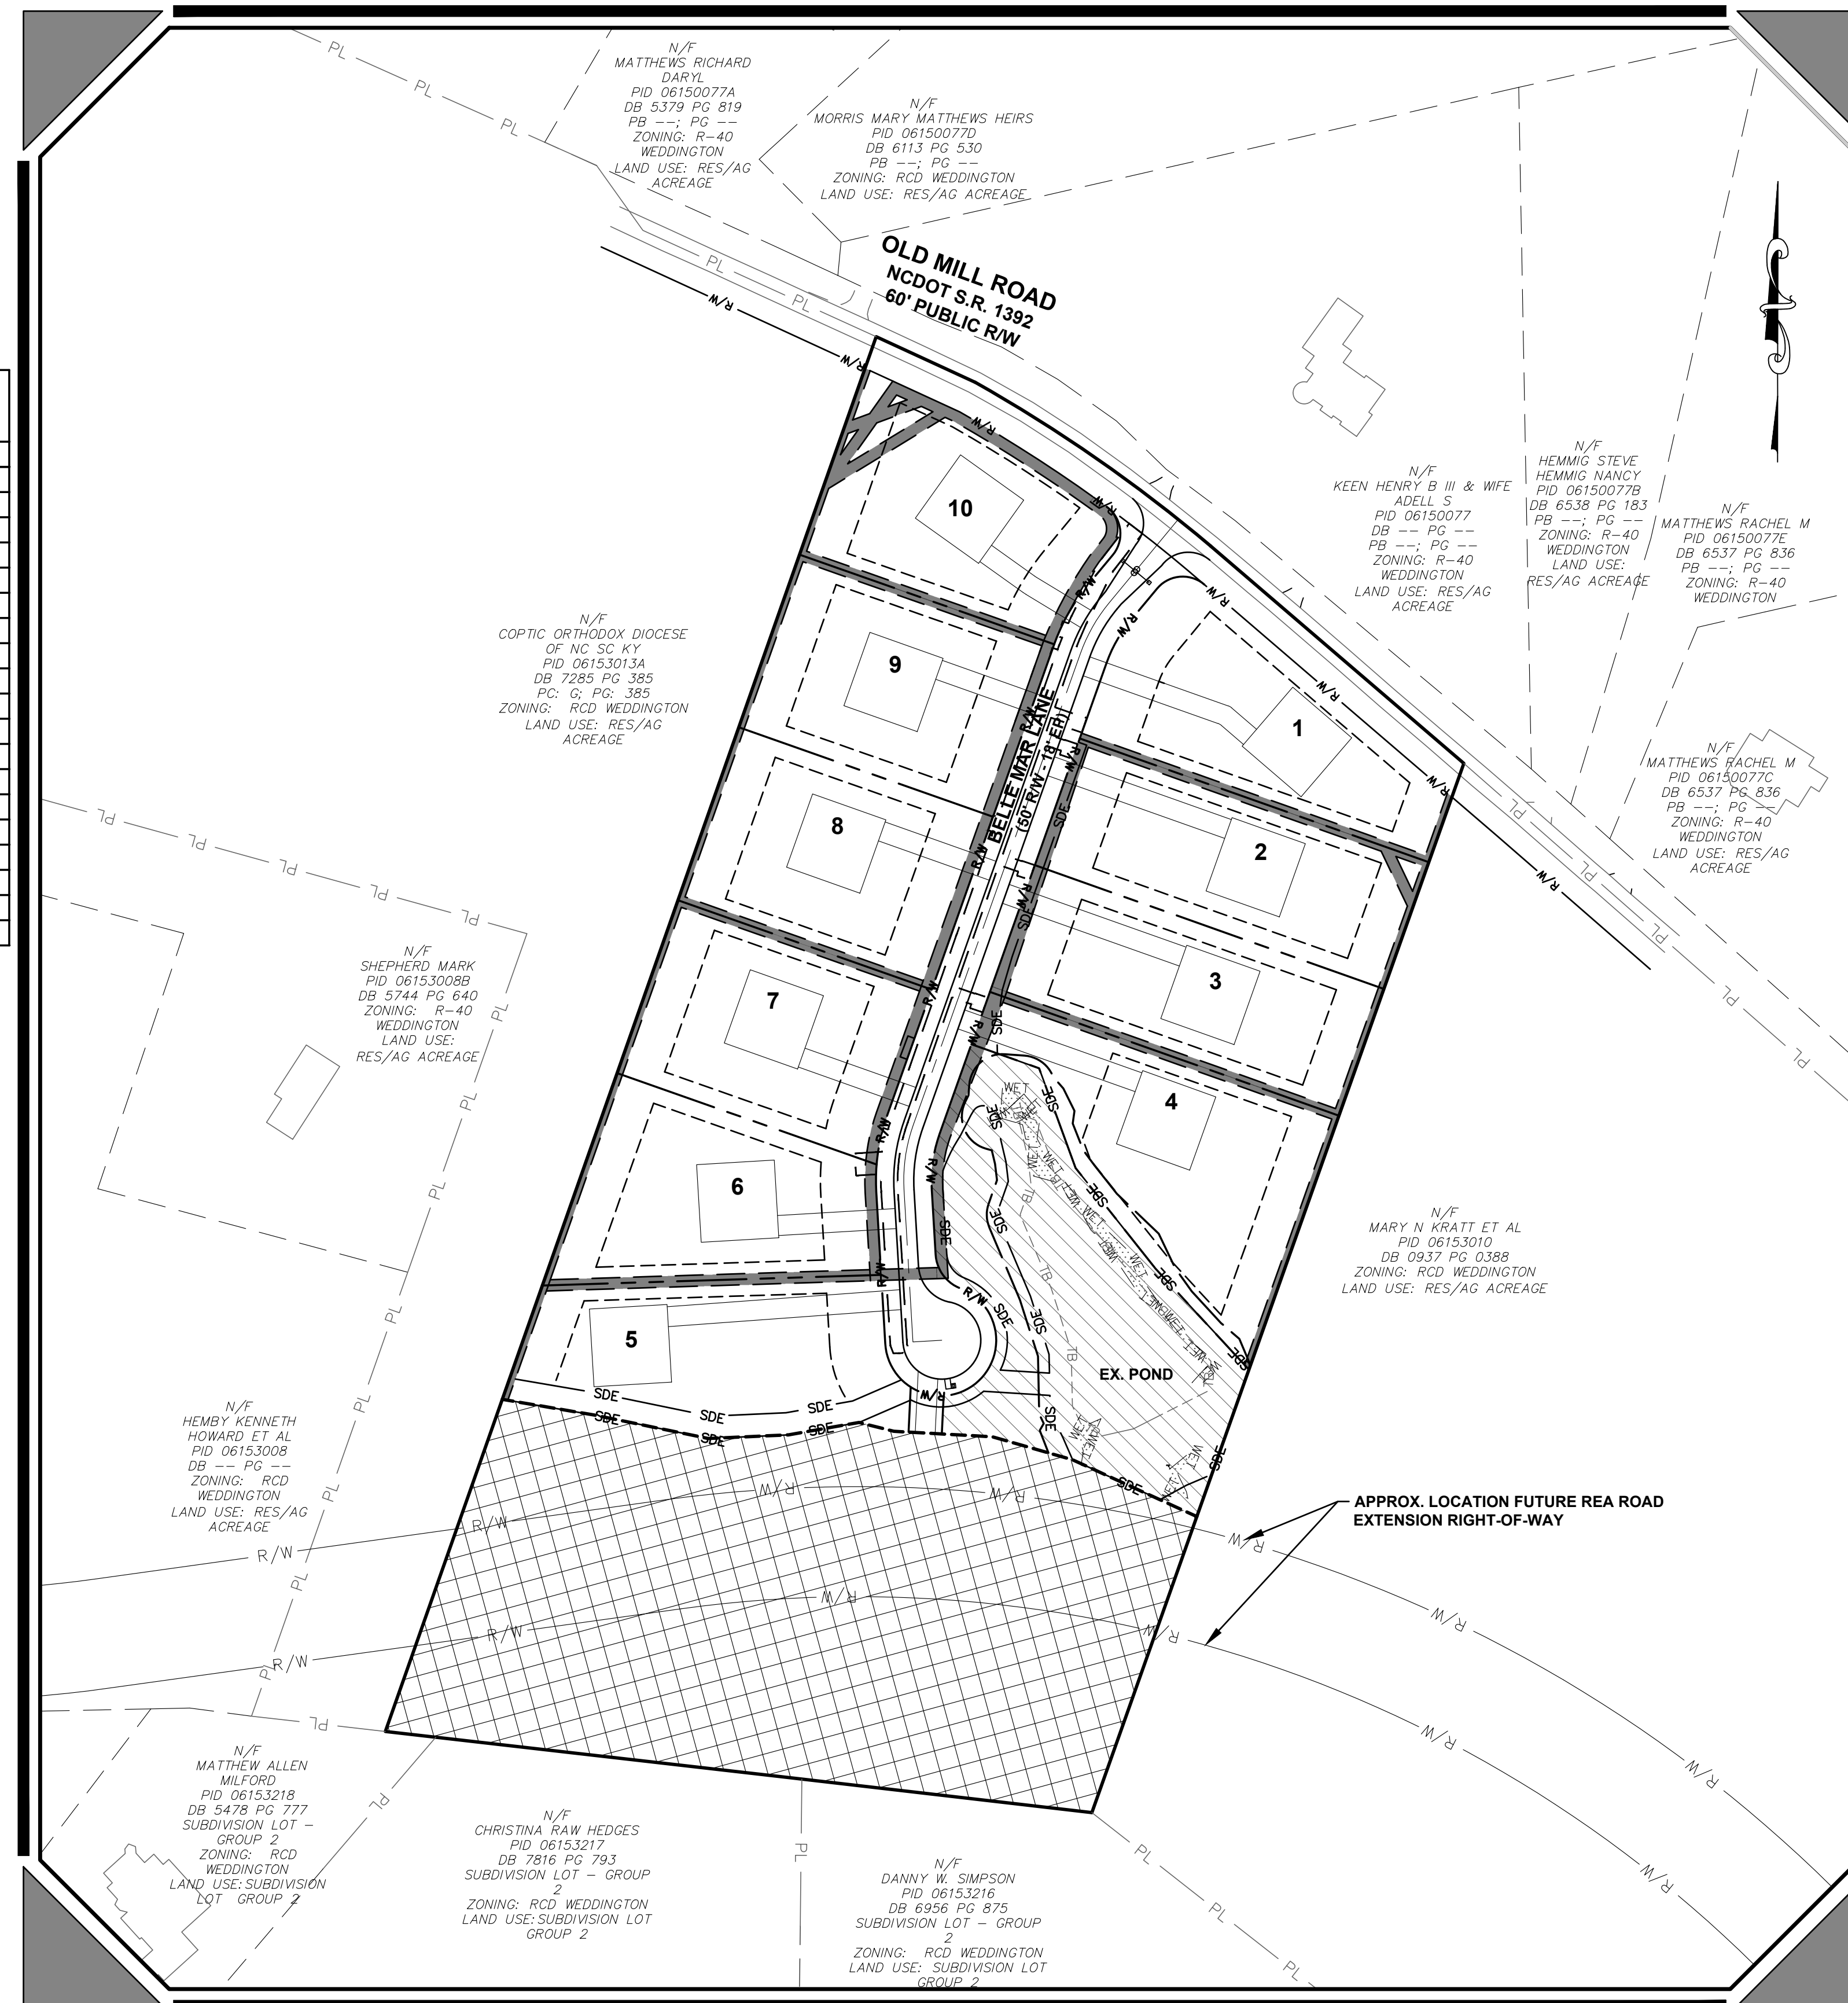 N/F
MATTHEWS RICHARD
DARYL
PID 06150077A
DB 5379 PG 819
PB --; PG --
ZONING: R-40
WEDDINGTON
LAND USE: RES/AG
ACREAGE
N/F
MORRIS MARY MATTHEWS HEIRS
PID 06150077D
DB 6113 PG 530
PB --; PG --
ZONING: RCD WEDDINGTON
LAND USE: RES/AG ACREAGE
OLD MILL ROAD
NCDOT S.R. 1392
60' PUBLIC R/W
N/F
KEEN HENRY B III & WIFE
ADELL S
PID 06150077
DB -- PG --
PB --; PG --
ZONING: R-40
WEDDINGTON
LAND USE: RES/AG
ACREAGE
N/F
HEMMIG STEVE
HEMMIG NANCY
PID 06150077B
DB 6538 PG 183
PB --; PG --
ZONING: R-40
WEDDINGTON
LAND USE:
RES/AG ACREAGE
N/F
MATTHEWS RACHEL M
PID 06150077E
DB 6537 PG 836
PB --; PG --
ZONING: R-40
WEDDINGTON
N/F
MATTHEWS RACHEL M
PID 06150077C
DB 6537 PG 836
PB --; PG --
ZONING: R-40
WEDDINGTON
LAND USE: RES/AG
ACREAGE
N/F
COPTIC ORTHODOX DIOCESE
OF NC SC KY
PID 06153013A
DB 7285 PG 385
PC: G; PG: 385
ZONING: RCD WEDDINGTON
LAND USE: RES/AG
ACREAGE
10
9
8
7
6
5
1
2
3
4
BELLE MAR LANE
(50' R/W - 18' EP)
N/F
SHEPHERD MARK
PID 06153008B
DB 5744 PG 640
ZONING: R-40
WEDDINGTON
LAND USE:
RES/AG ACREAGE
N/F
MARY N KRATT ET AL
PID 06153010
DB 0937 PG 0388
ZONING: RCD WEDDINGTON
LAND USE: RES/AG ACREAGE
EX. POND
N/F
HEMBY KENNETH
HOWARD ET AL
PID 06153008
DB -- PG --
ZONING: RCD
WEDDINGTON
LAND USE: RES/AG
ACREAGE
APPROX. LOCATION FUTURE REA ROAD
EXTENSION RIGHT-OF-WAY
N/F
MATTHEW ALLEN
MILFORD
PID 06153218
DB 5478 PG 777
SUBDIVISION LOT -
GROUP 2
ZONING: RCD
WEDDINGTON
LAND USE: SUBDIVISION
LOT GROUP 2
N/F
CHRISTINA RAW HEDGES
PID 06153217
DB 7816 PG 793
SUBDIVISION LOT - GROUP
2
ZONING: RCD WEDDINGTON
LAND USE: SUBDIVISION LOT
GROUP 2
N/F
DANNY W. SIMPSON
PID 06153216
DB 6956 PG 875
SUBDIVISION LOT - GROUP
2
ZONING: RCD WEDDINGTON
LAND USE: SUBDIVISION LOT
GROUP 2
PL
R/W
SDE
WET
TB